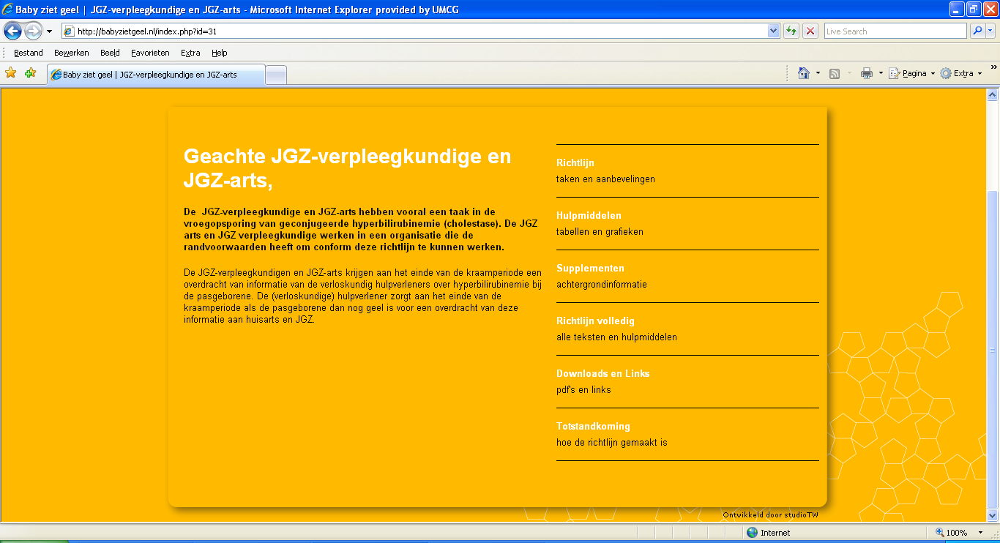 Baby ziet geel | JGZ-verpleegkundige en JGZ-arts - Microsoft Internet Explorer provided by UMCG
http://babyzietgeel.nl/index.php?id=31
Live Search
Bestand Bewerken Beeld Favorieten Extra Help
Baby ziet geel | JGZ-verpleegkundige en JGZ-arts
Pagina Extra »
Geachte JGZ-verpleegkundige en
JGZ-arts,
De JGZ-verpleegkundige en JGZ-arts hebben vooral een taak in de
vroegopsporing van geconjugeerde hyperbilirubinemie (cholestase). De JGZ
arts en JGZ verpleegkundige werken in een organisatie die de
randvoorwaarden heeft om conform deze richtlijn te kunnen werken.
De JGZ-verpleegkundigen en JGZ-arts krijgen aan het einde van de kraamperiode een
overdracht van informatie van de verloskundig hulpverleners over hyperbilirubinemie bij
de pasgeborene. De (verloskundige) hulpverlener zorgt aan het einde van de
kraamperiode als de pasgeborene dan nog geel is voor een overdracht van deze
informatie aan huisarts en JGZ.
Richtlijn
taken en aanbevelingen
Hulpmiddelen
tabellen en grafieken
Supplementen
achtergrondinformatie
Richtlijn volledig
alle teksten en hulpmiddelen
Downloads en Links
pdf's en links
Totstandkoming
hoe de richtlijn gemaakt is
Ontwikkeld door studioTW
Internet
100%